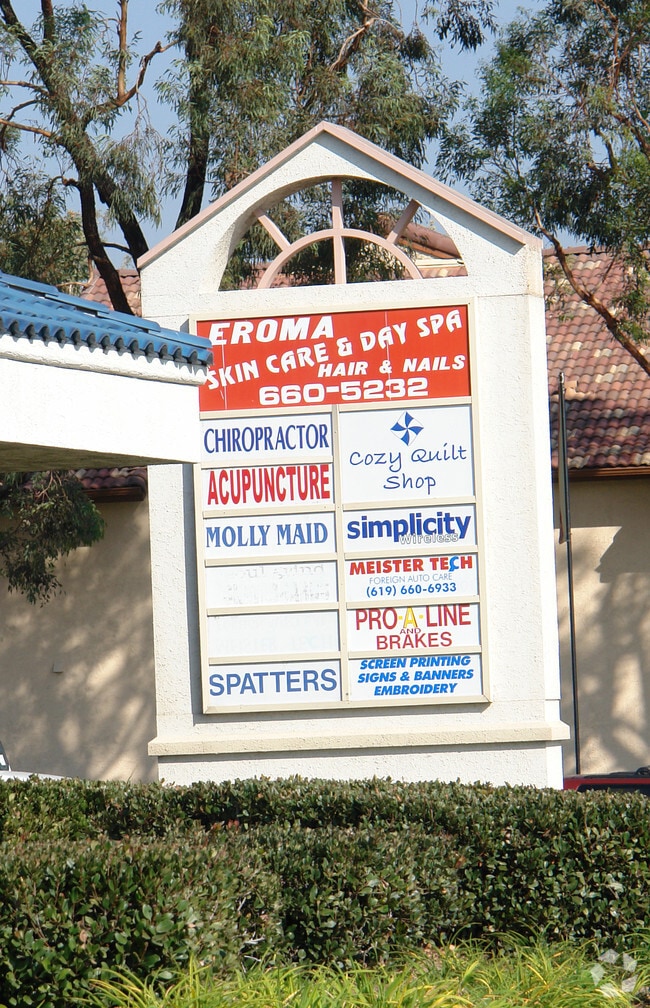 EROMA
SKIN CARE & DAY SPA
HAIR & NAILS
660-5232
CHIROPRACTOR
ACUPUNCTURE
MOLLY MAID
SPATTERS
Cozy Quilt
Shop
simplicity
wireless
MEISTER TECH
FOREIGN AUTO CARE
(619) 660-6933
PRO-A-LINE
AND
BRAKES
SCREEN PRINTING
SIGNS & BANNERS
EMBROIDERY